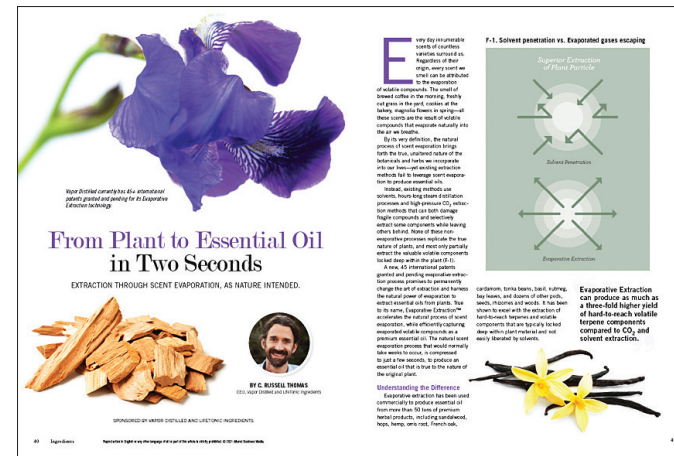 Vapor Distilled currently has 45+ international
patents granted and pending for its Evaporative
Extraction technology.
From Plant to Essential Oil
in Two Seconds
EXTRACTION THROUGH SCENT EVAPORATION, AS NATURE INTENDED.
BY C. RUSSELL THOMAS
CEO, Vapor Distilled and Lifetonic Ingredients
SPONSORED BY VAPOR DISTILLED AND LIFETONIC INGREDIENTS
40 Ingredients
Every day innumerable
scents of countless
varieties surround us.
Regardless of their
origin, every scent we
smell can be attributed
to the evaporation
of volatile compounds. The smell of
brewed coffee in the morning, freshly
cut grass in the yard, cookies at the
bakery, magnolia flowers in spring—all
these scents are the result of volatile
compounds that evaporate naturally into
the air we breathe.
By its very definition, the natural
process of scent evaporation brings
forth the true, unaltered nature of the
botanicals and herbs we incorporate
into our lives—yet existing extraction
methods fail to leverage scent evapora-
tion to produce essential oils.
Instead, existing methods use
solvents, hours-long steam distillation
processes and high-pressure CO₂ extrac-
tion methods that can both damage
fragile compounds and selectively
extract some components while leaving
others behind. None of these non-
evaporative processes replicate the true
nature of plants, and most only partially
extract the valuable volatile components
locked deep within the plant (F-1).
A new, 45 international patents
granted and pending evaporative extrac-
tion process promises to permanently
change the art of extraction and harness
the natural power of evaporation to
extract essential oils from plants. True
to its name, Evaporative Extraction™
accelerates the natural process of scent
evaporation, while efficiently capturing
evaporated volatile compounds as a
premium essential oil. The natural scent
evaporation process that would normally
take weeks to occur, is compressed
to just a few seconds, to produce an
essential oil that is true to the nature of
the original plant.
Understanding the Difference
Evaporative extraction has been used
commercially to produce essential oil
from more than 50 tons of premium
herbal products, including sandalwood,
hops, hemp, orris root, French oak,
F-1. Solvent penetration vs. Evaporated gases escaping
Superior Extraction
of Plant Particle
Solvent Penetration
Evaporative Extraction
cardamom, tonka beans, basil, nutmeg,
bay leaves, and dozens of other pods,
seeds, rhizomes and woods. It has been
shown to excel with the extraction of
hard-to-reach terpenes and volatile
components that are typically locked
deep within plant material and not
easily liberated by solvents.
Evaporative Extraction
can produce as much as
a three-fold higher yield
of hard-to-reach volatile
terpene components
compared to CO₂ and
solvent extraction.